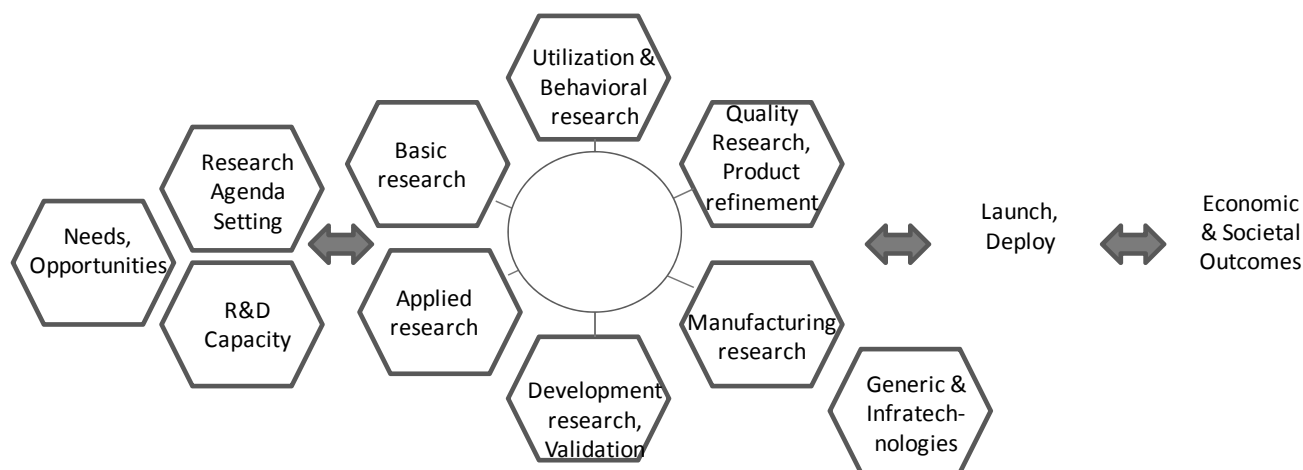 Needs,
Opportunities
Research
Agenda
Setting
R&D
Capacity
Basic
research
Applied
research
Utilization &
Behavioral
research
Development
research,
Validation
Quality
Research,
Product
refinement
Manufacturing
research
Generic &
Infratech-
nologies
Launch,
Deploy
Economic
& Societal
Outcomes